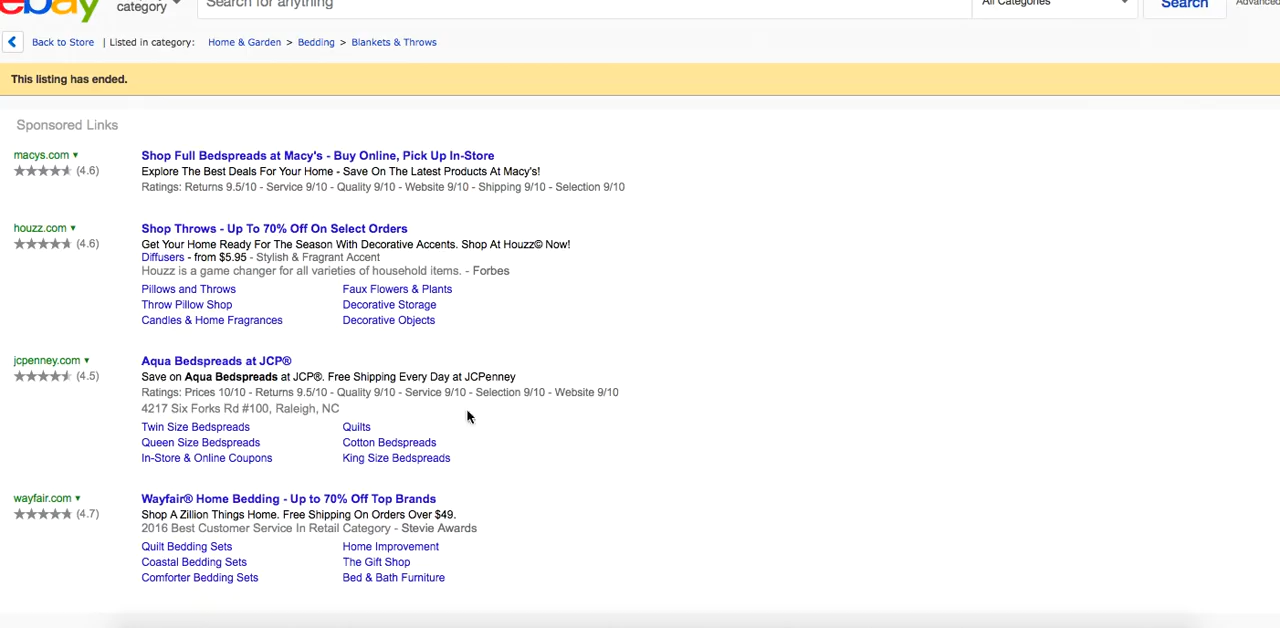 ebay category Search for anything All Categories Search Advanced
Back to Store | Listed in category: Home & Garden > Bedding > Blankets & Throws
This listing has ended.
Sponsored Links
macys.com ▾ Shop Full Bedspreads at Macy's - Buy Online, Pick Up In-Store
(4.6) Explore The Best Deals For Your Home - Save On The Latest Products At Macy's!
Ratings: Returns 9.5/10 - Service 9/10 - Quality 9/10 - Website 9/10 - Shipping 9/10 - Selection 9/10
houzz.com ▾ Shop Throws - Up To 70% Off On Select Orders
(4.6) Get Your Home Ready For The Season With Decorative Accents. Shop At Houzz© Now!
Diffusers - from $5.95 - Stylish & Fragrant Accent
Houzz is a game changer for all varieties of household items. - Forbes
Pillows and Throws Faux Flowers & Plants
Throw Pillow Shop Decorative Storage
Candles & Home Fragrances Decorative Objects
jcpenney.com ▾ Aqua Bedspreads at JCP®
(4.5) Save on Aqua Bedspreads at JCP®. Free Shipping Every Day at JCPenney
Ratings: Prices 10/10 - Returns 9.5/10 - Quality 9/10 - Service 9/10 - Selection 9/10 - Website 9/10
4217 Six Forks Rd #100, Raleigh, NC
Twin Size Bedspreads Quilts
Queen Size Bedspreads Cotton Bedspreads
In-Store & Online Coupons King Size Bedspreads
wayfair.com ▾ Wayfair® Home Bedding - Up to 70% Off Top Brands
(4.7) Shop A Zillion Things Home. Free Shipping On Orders Over $49.
2016 Best Customer Service In Retail Category - Stevie Awards
Quilt Bedding Sets Home Improvement
Coastal Bedding Sets The Gift Shop
Comforter Bedding Sets Bed & Bath Furniture